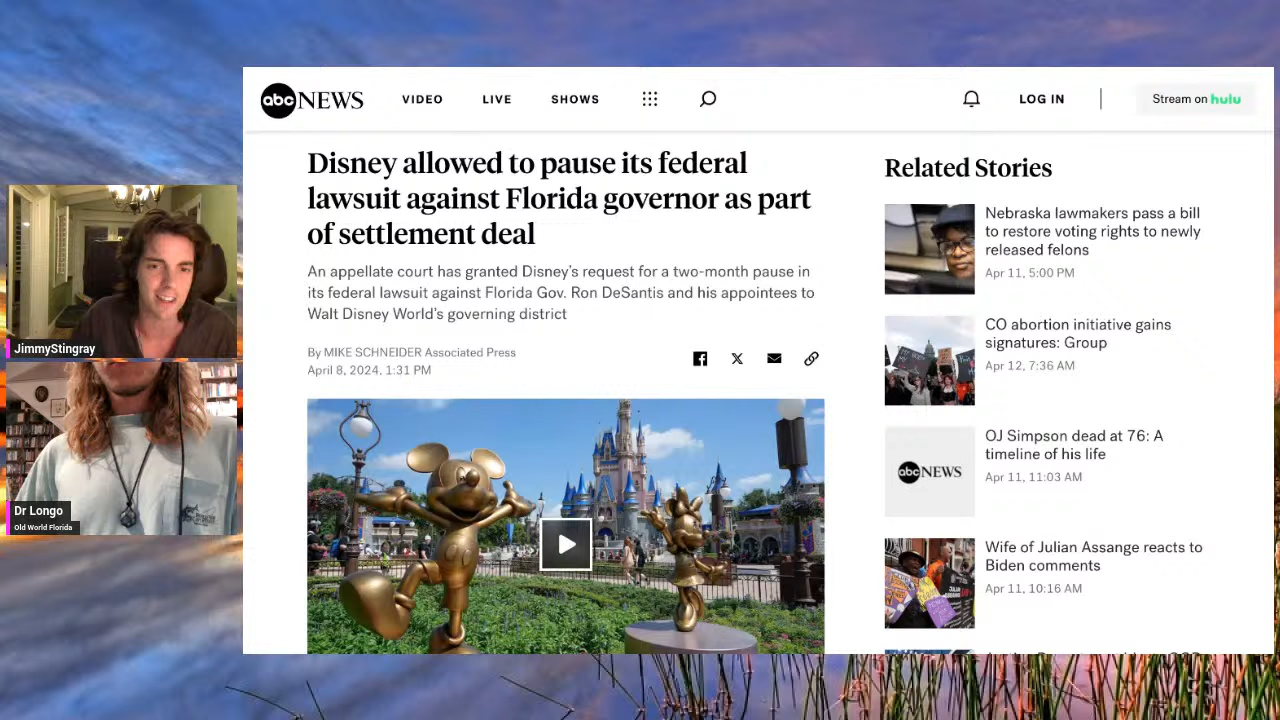 abc NEWS
VIDEO
LIVE
SHOWS
LOG IN
Stream on hulu
Disney allowed to pause its federal
lawsuit against Florida governor as part
of settlement deal
An appellate court has granted Disney's request for a two-month pause in
its federal lawsuit against Florida Gov. Ron DeSantis and his appointees to
Walt Disney World's governing district
By MIKE SCHNEIDER Associated Press
April 8, 2024, 1:31 PM
Related Stories
Nebraska lawmakers pass a bill
to restore voting rights to newly
released felons
Apr 11, 5:00 PM
CO abortion initiative gains
signatures: Group
Apr 12, 7:36 AM
abc NEWS
OJ Simpson dead at 76: A
timeline of his life
Apr 11, 11:03 AM
Wife of Julian Assange reacts to
Biden comments
Apr 11, 10:16 AM
JimmyStingray
Dr Longo
Old World Florida